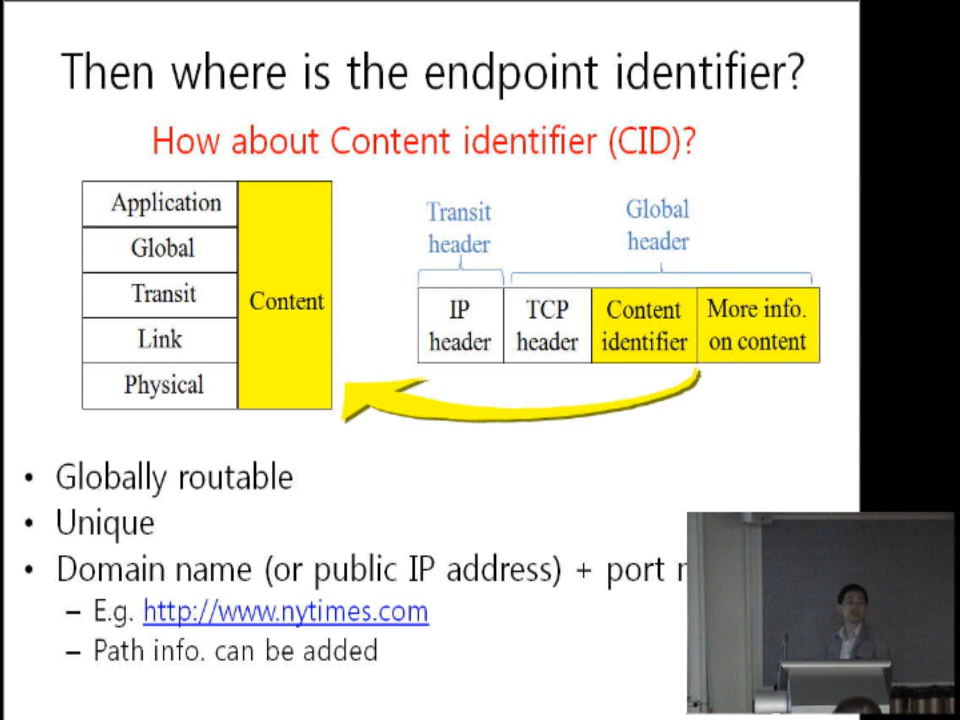 Then where is the endpoint identifier?
How about Content identifier (CID)?
Application
Global
Transit
Link
Physical
Content
Transit
header
Global
header
IP
header
TCP
header
Content
identifier
More info.
on content
• Globally routable
• Unique
• Domain name (or public IP address) + port
– E.g. http://www.nytimes.com
– Path info. can be added